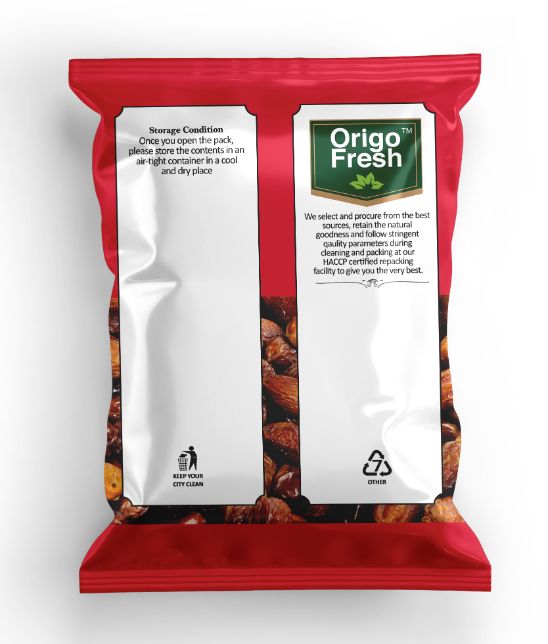 Storage Condition
Once you open the pack,
please store the contents in an
air-tight container in a cool
and dry place
KEEP YOUR
CITY CLEAN
Origo™
Fresh
We select and procure from the best
sources, retain the natural
goodness and follow stringent
qaulity parameters during
cleaning and packing at our
HACCP certified repacking
facility to give you the very best.
7
OTHER